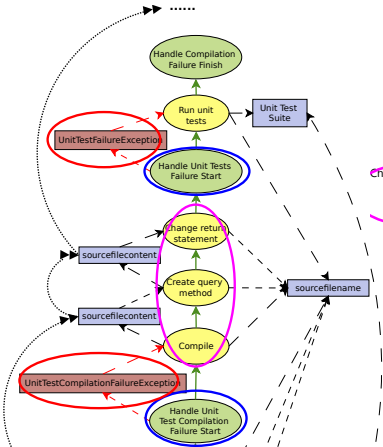 ......
Handle Compilation
Failure Finish
Run unit
tests
Unit Test
Suite
UnitTestFailureException
Handle Unit Tests
Failure Start
Ch
Change return
statement
sourcefilecontent
Create query
method
sourcefilename
sourcefilecontent
Compile
UnitTestCompilationFailureException
Handle Unit
Test Compilation
Failure Start